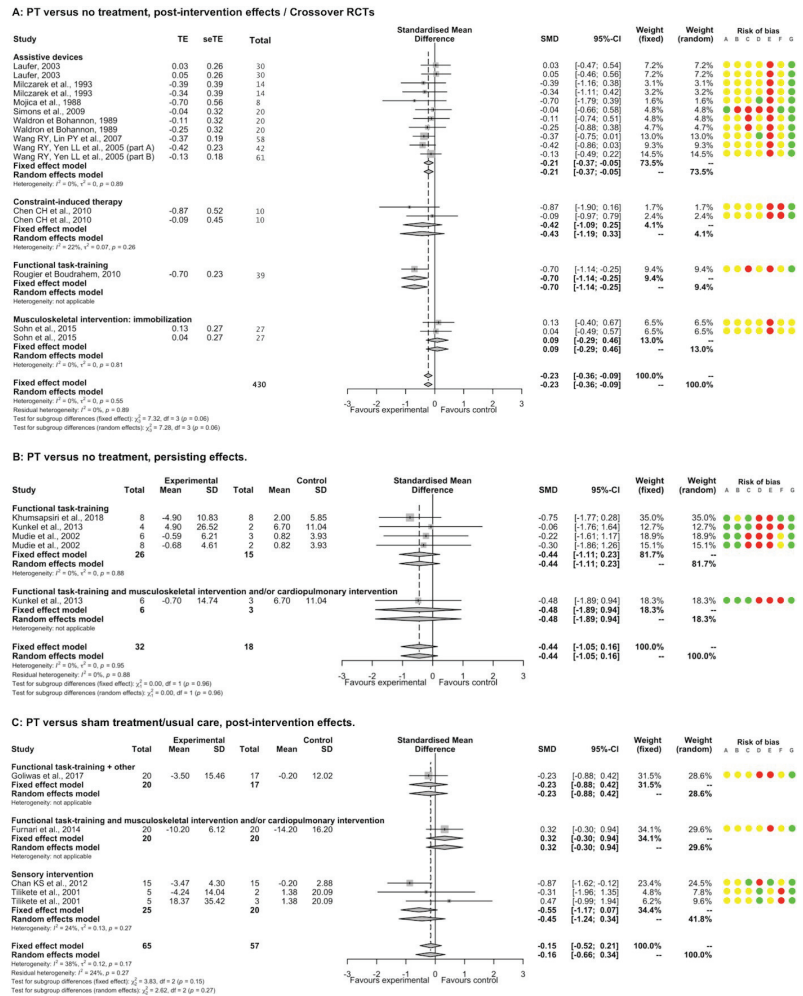 A: PT versus no treatment, post-intervention effects / Crossover RCTs
Standardised Mean Weight Weight
Study TE seTE Total Difference SMD 95%-CI (fixed) (random) Risk of bias
A B C D E F G
Assistive devices
Laufer, 2003 0.03 0.26 30 0.03 [-0.47; 0.54] 7.2% 7.2%
Laufer, 2003 0.05 0.26 30 0.05 [-0.46; 0.56] 7.2% 7.2%
Milczarek et al., 1993 -0.39 0.39 14 -0.39 [-1.16; 0.38] 3.2% 3.2%
Milczarek et al., 1993 -0.34 0.39 14 -0.34 [-1.11; 0.42] 3.2% 3.2%
Mojica et al., 1988 -0.70 0.56 8 -0.70 [-1.79; 0.39] 1.6% 1.6%
Simons et al., 2009 -0.04 0.32 20 -0.04 [-0.66; 0.58] 4.8% 4.8%
Waldron et Bohannon, 1989 -0.11 0.32 20 -0.11 [-0.74; 0.51] 4.8% 4.8%
Waldron et Bohannon, 1989 -0.25 0.32 20 -0.25 [-0.88; 0.38] 4.7% 4.7%
Wang RY, Lin PY et al., 2007 -0.37 0.19 58 -0.37 [-0.75; 0.01] 13.0% 13.0%
Wang RY, Yen LL et al., 2005 (part A) -0.42 0.23 42 -0.42 [-0.86; 0.03] 9.3% 9.3%
Wang RY, Yen LL et al., 2005 (part B) -0.13 0.18 61 -0.13 [-0.49; 0.22] 14.5% 14.5%
Fixed effect model -0.21 [-0.37; -0.05] 73.5% --
Random effects model -0.21 [-0.37; -0.05] -- 73.5%
Heterogeneity: I² = 0%, τ² = 0, p = 0.89
Constraint-induced therapy
Chen CH et al., 2010 -0.87 0.52 10 -0.87 [-1.90; 0.16] 1.7% 1.7%
Chen CH et al., 2010 -0.09 0.45 10 -0.09 [-0.97; 0.79] 2.4% 2.4%
Fixed effect model -0.42 [-1.09; 0.25] 4.1% --
Random effects model -0.43 [-1.19; 0.33] -- 4.1%
Heterogeneity: I² = 22%, τ² = 0.07, p = 0.26
Functional task-training
Rougier et Boudrahem, 2010 -0.70 0.23 39 -0.70 [-1.14; -0.25] 9.4% 9.4%
Fixed effect model -0.70 [-1.14; -0.25] 9.4% --
Random effects model -0.70 [-1.14; -0.25] -- 9.4%
Heterogeneity: not applicable
Musculoskeletal intervention: immobilization
Sohn et al., 2015 0.13 0.27 27 0.13 [-0.40; 0.67] 6.5% 6.5%
Sohn et al., 2015 0.04 0.27 27 0.04 [-0.49; 0.57] 6.5% 6.5%
Fixed effect model 0.09 [-0.29; 0.46] 13.0% --
Random effects model 0.09 [-0.29; 0.46] -- 13.0%
Heterogeneity: I² = 0%, τ² = 0, p = 0.81
Fixed effect model 430 -0.23 [-0.36; -0.09] 100.0% --
Random effects model -0.23 [-0.36; -0.09] -- 100.0%
Heterogeneity: I² = 0%, τ² = 0, p = 0.55
Residual heterogeneity: I² = 0%, p = 0.89
Test for subgroup differences (fixed effect): χ²₃ = 7.32, df = 3 (p = 0.06)
Test for subgroup differences (random effects): χ²₃ = 7.28, df = 3 (p = 0.06)
-3 -2 -1 0 1 2 3
Favours experimental Favours control
B: PT versus no treatment, persisting effects.
Experimental Control Standardised Mean Weight Weight
Study Total Mean SD Total Mean SD Difference SMD 95%-CI (fixed) (random) Risk of bias
A B C D E F G
Functional task-training
Khumsapsiri et al., 2018 8 -4.90 10.83 8 2.00 5.85 -0.75 [-1.77; 0.28] 35.0% 35.0%
Kunkel et al., 2013 4 4.90 26.52 2 6.70 11.04 -0.06 [-1.76; 1.64] 12.7% 12.7%
Mudie et al., 2002 6 -0.59 6.21 3 0.82 3.93 -0.22 [-1.61; 1.17] 18.9% 18.9%
Mudie et al., 2002 8 -0.68 4.61 2 0.82 3.93 -0.30 [-1.86; 1.26] 15.1% 15.1%
Fixed effect model 26 15 -0.44 [-1.11; 0.23] 81.7% --
Random effects model -0.44 [-1.11; 0.23] -- 81.7%
Heterogeneity: I² = 0%, τ² = 0, p = 0.88
Functional task-training and musculoskeletal intervention and/or cardiopulmonary intervention
Kunkel et al., 2013 6 -0.70 14.74 3 6.70 11.04 -0.48 [-1.89; 0.94] 18.3% 18.3%
Fixed effect model 6 3 -0.48 [-1.89; 0.94] 18.3% --
Random effects model -0.48 [-1.89; 0.94] -- 18.3%
Heterogeneity: not applicable
Fixed effect model 32 18 -0.44 [-1.05; 0.16] 100.0% --
Random effects model -0.44 [-1.05; 0.16] -- 100.0%
Heterogeneity: I² = 0%, τ² = 0, p = 0.95
Residual heterogeneity: I² = 0%, p = 0.88
Test for subgroup differences (fixed effect): χ²₁ = 0.00, df = 1 (p = 0.96)
Test for subgroup differences (random effects): χ²₁ = 0.00, df = 1 (p = 0.96)
-3 -2 -1 0 1 2 3
Favours experimental Favours control
C: PT versus sham treatment/usual care, post-intervention effects.
Experimental Control Standardised Mean Weight Weight
Study Total Mean SD Total Mean SD Difference SMD 95%-CI (fixed) (random) Risk of bias
A B C D E F G
Functional task-training + other
Goliwas et al., 2017 20 -3.50 15.46 17 -0.20 12.02 -0.23 [-0.88; 0.42] 31.5% 28.6%
Fixed effect model 20 17 -0.23 [-0.88; 0.42] 31.5% --
Random effects model -0.23 [-0.88; 0.42] -- 28.6%
Heterogeneity: not applicable
Functional task-training and musculoskeletal intervention and/or cardiopulmonary intervention
Furnari et al., 2014 20 -10.20 6.12 20 -14.20 16.20 0.32 [-0.30; 0.94] 34.1% 29.6%
Fixed effect model 20 20 0.32 [-0.30; 0.94] 34.1% --
Random effects model 0.32 [-0.30; 0.94] -- 29.6%
Heterogeneity: not applicable
Sensory intervention
Chan KS et al., 2012 15 -3.47 4.30 15 -0.20 2.88 -0.87 [-1.62; -0.12] 23.4% 24.5%
Tilikete et al., 2001 5 -4.24 14.04 2 1.38 20.09 -0.31 [-1.96; 1.35] 4.8% 7.8%
Tilikete et al., 2001 5 18.37 35.42 3 1.38 20.09 0.47 [-0.99; 1.94] 6.2% 9.6%
Fixed effect model 25 20 -0.55 [-1.17; 0.07] 34.4% --
Random effects model -0.45 [-1.24; 0.34] -- 41.8%
Heterogeneity: I² = 24%, τ² = 0.13, p = 0.27
Fixed effect model 65 57 -0.15 [-0.52; 0.21] 100.0% --
Random effects model -0.16 [-0.66; 0.34] -- 100.0%
Heterogeneity: I² = 38%, τ² = 0.12, p = 0.17
Residual heterogeneity: I² = 24%, p = 0.27
Test for subgroup differences (fixed effect): χ²₂ = 3.83, df = 2 (p = 0.15)
Test for subgroup differences (random effects): χ²₂ = 2.62, df = 2 (p = 0.27)
-3 -2 -1 0 1 2 3
Favours experimental Favours control